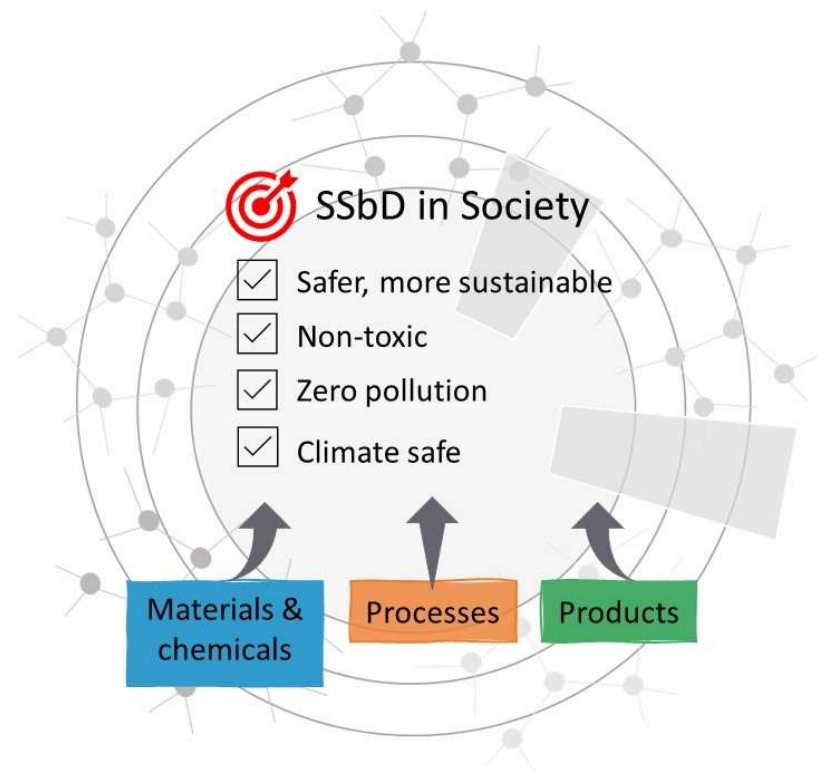 SSbD in Society
Safer, more sustainable
Non-toxic
Zero pollution
Climate safe
Materials &
chemicals
Processes
Products